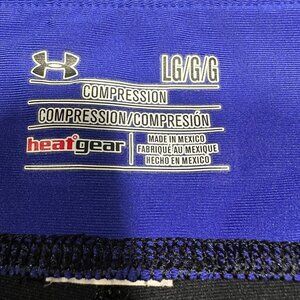 LG/G/G
COMPRESSION
COMPRESSION/COMPRESIÓN
heatgear
MADE IN MEXICO
FABRIQUÉ AU MEXIQUE
HECHO EN MEXICO